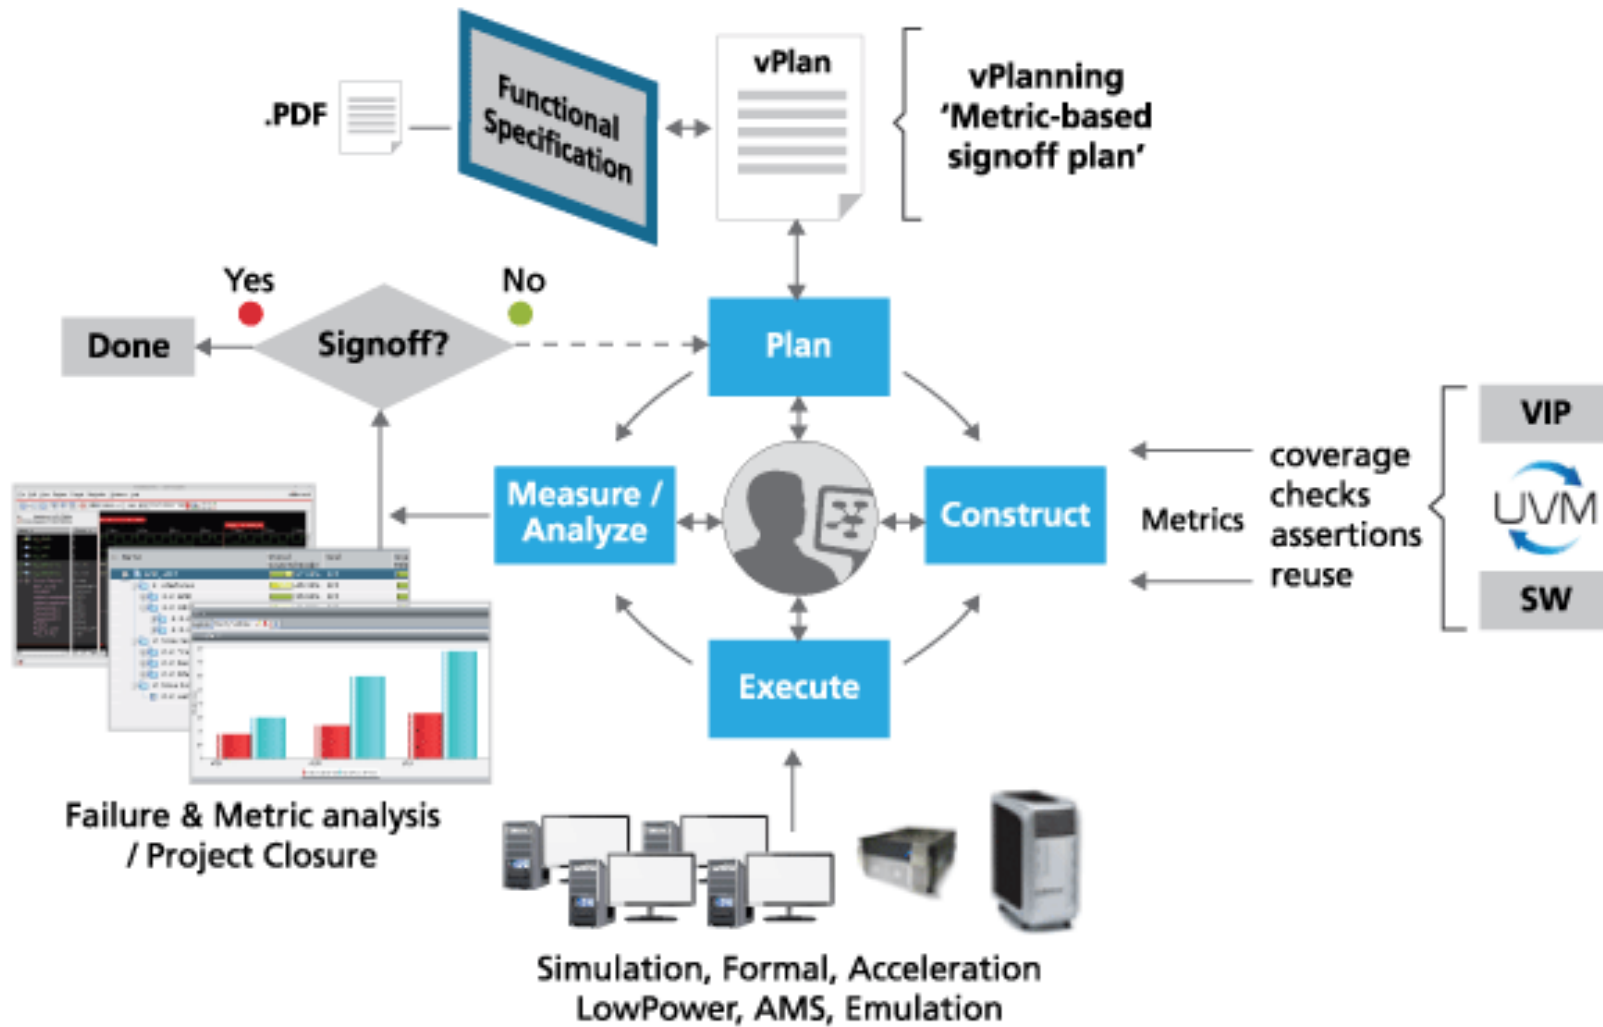 .PDF
Functional
Specification
vPlan
vPlanning
‘Metric-based
signoff plan’
Yes
No
Done
Signoff?
Plan
Measure /
Analyze
Construct
Execute
Metrics
coverage
checks
assertions
reuse
VIP
UVM
SW
Failure & Metric analysis
/ Project Closure
Simulation, Formal, Acceleration
LowPower, AMS, Emulation